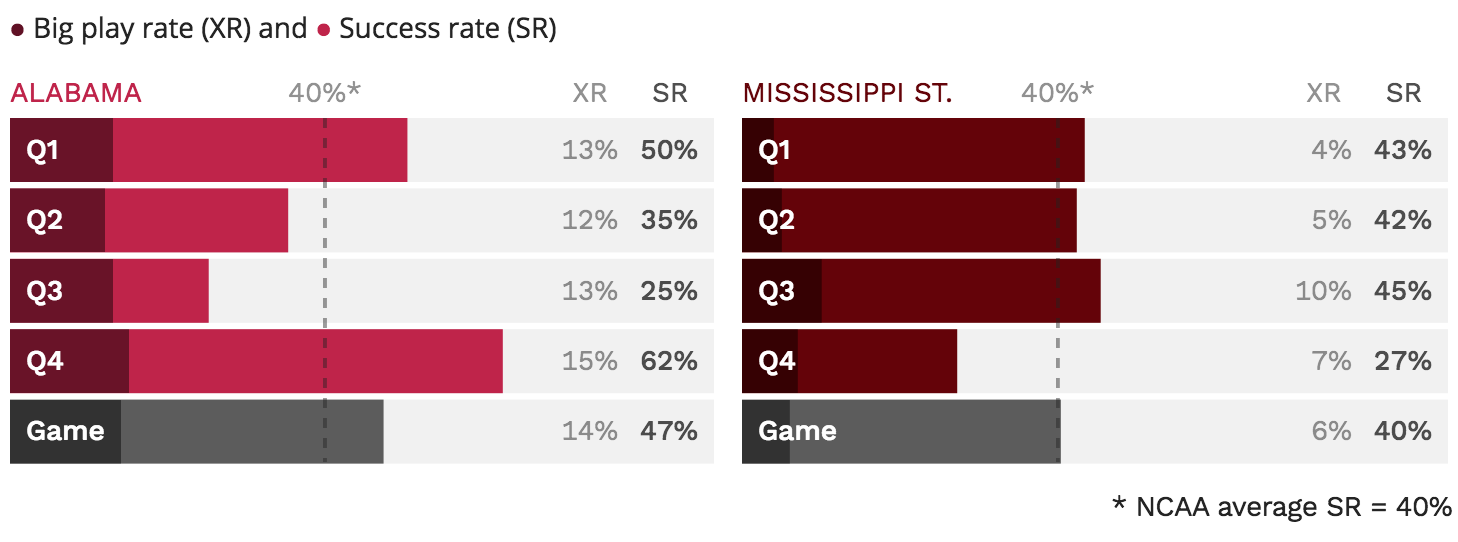 Big play rate (XR) and Success rate (SR)
ALABAMA 40%* XR SR
Q1 13% 50%
Q2 12% 35%
Q3 13% 25%
Q4 15% 62%
Game 14% 47%
MISSISSIPPI ST. 40%* XR SR
Q1 4% 43%
Q2 5% 42%
Q3 10% 45%
Q4 7% 27%
Game 6% 40%
* NCAA average SR = 40%